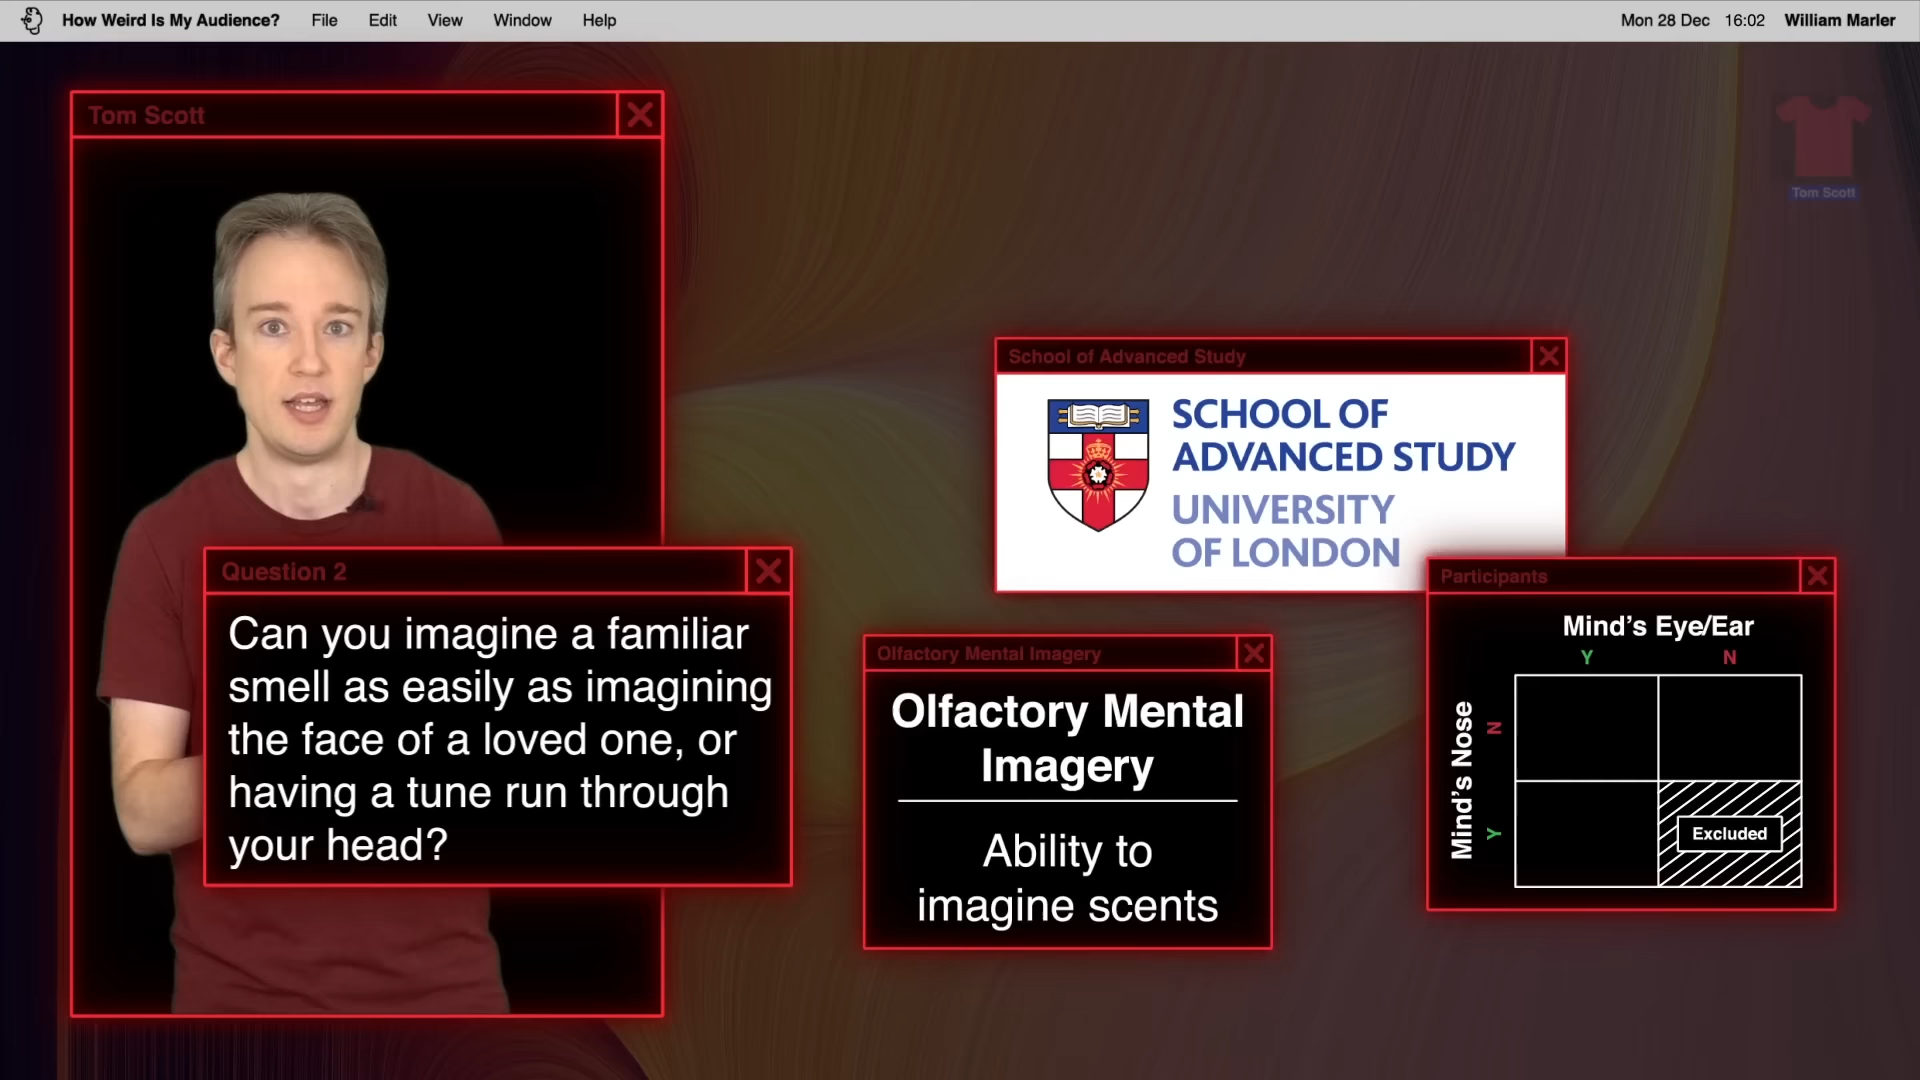 How Weird Is My Audience? File Edit View Window Help Mon 28 Dec 16:02 William Marler
Tom Scott
Tom Scott
School of Advanced Study
SCHOOL OF
ADVANCED STUDY
UNIVERSITY
OF LONDON
Question 2
Can you imagine a familiar
smell as easily as imagining
the face of a loved one, or
having a tune run through
your head?
Olfactory Mental Imagery
Olfactory Mental
Imagery
Ability to
imagine scents
Participants
Mind's Eye/Ear
Y N
Mind's Nose
N
Y
Excluded